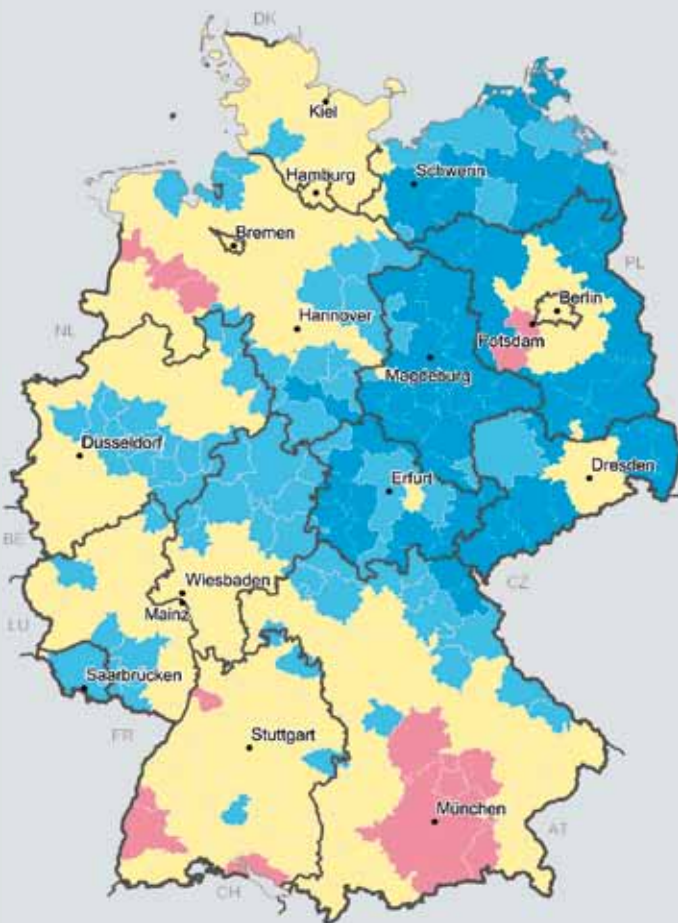 DK
Kiel
Hamburg
Schwerin
Bremen
PL
Berlin
NL
Hannover
Potsdam
Magdeburg
Düsseldorf
Erfurt
Dresden
BE
CZ
Wiesbaden
LU
Mainz
Saarbrücken
FR
Stuttgart
München
AT
CH